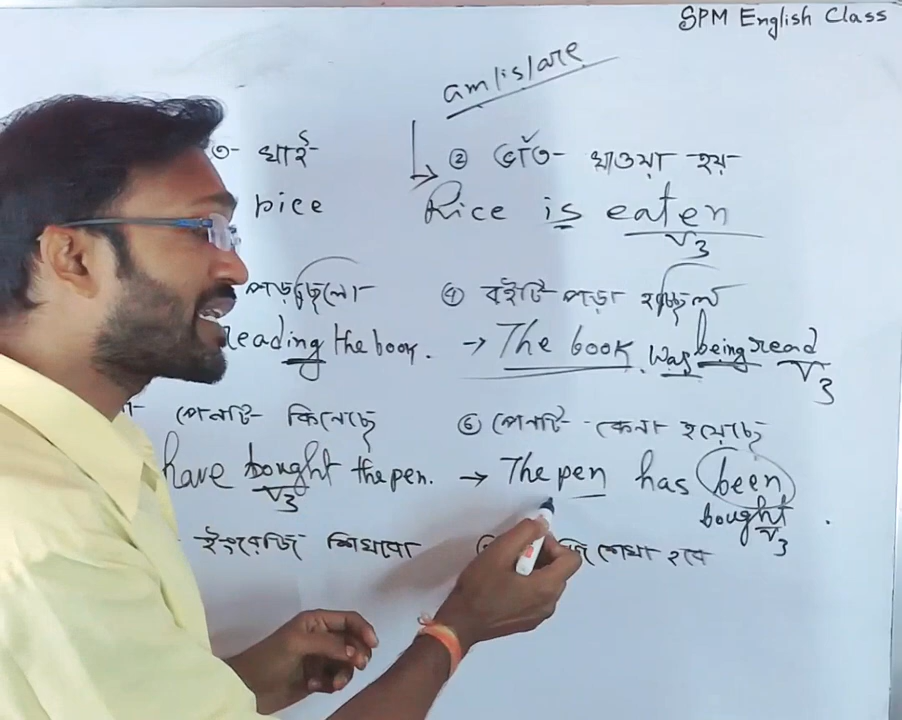 SPM English Class
am/is/are
খাই- ② ভাত- খাওয়া হয়-
rice Rice is eaten
V3
পড়ছিলো- ④ বইটি পড়া হচ্ছিল
reading the book. → The book was being read
V3
পেনটি- কিনেছে ⑥ পেনটি- কেনা হয়েছে
have bought the pen. → The pen has been
V3 bought.
V3
ইংরেজি শিখবো শেখা হবে